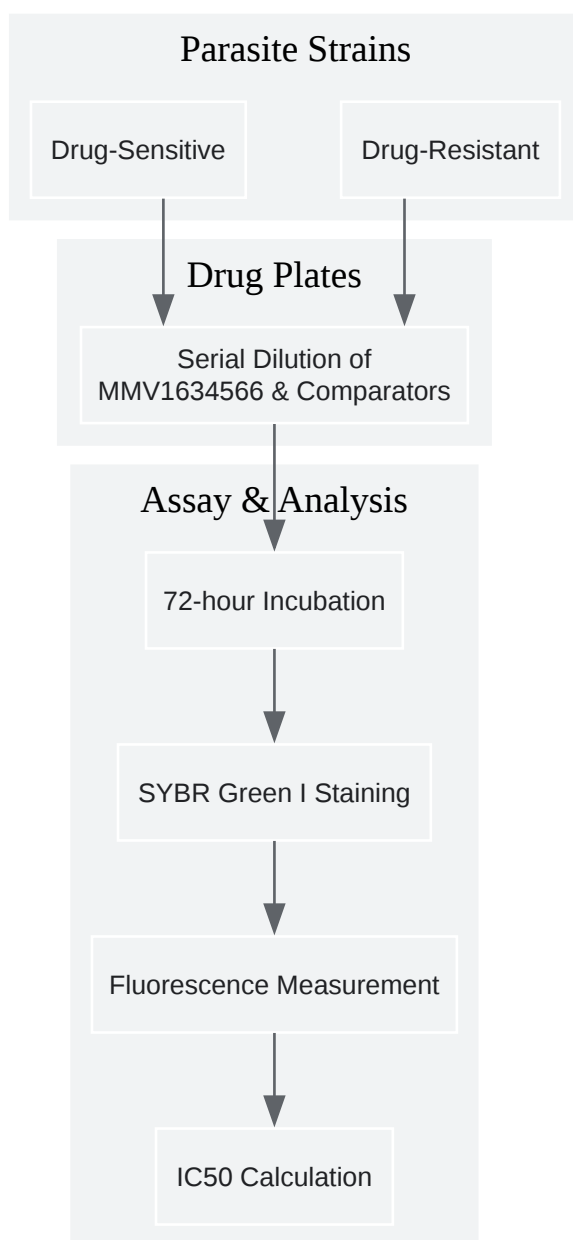 Parasite Strains
Drug-Sensitive
Drug-Resistant
Drug Plates
Serial Dilution of
MMV1634566 & Comparators
Assay & Analysis
72-hour Incubation
SYBR Green I Staining
Fluorescence Measurement
IC50 Calculation